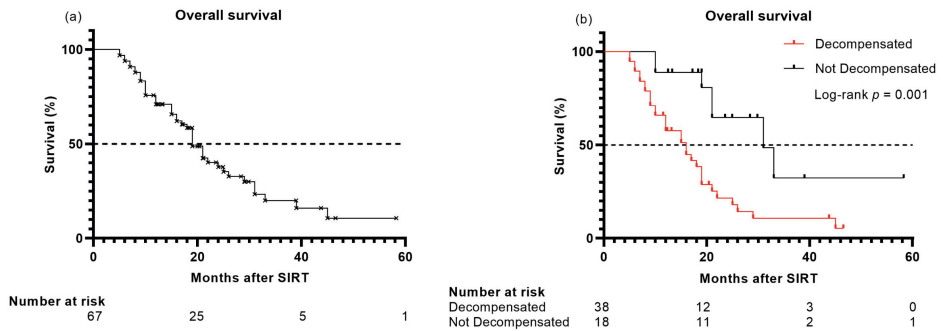 (a)
Overall survival
100
50
0
Survival (%)
0 20 40 60
Months after SIRT
Number at risk
67 25 5 1
(b)
Overall survival
Decompensated
Not Decompensated
Log-rank p = 0.001
100
50
0
Survival (%)
0 20 40 60
Months after SIRT
Number at risk
Decompensated 38 12 3 0
Not Decompensated 18 11 2 1